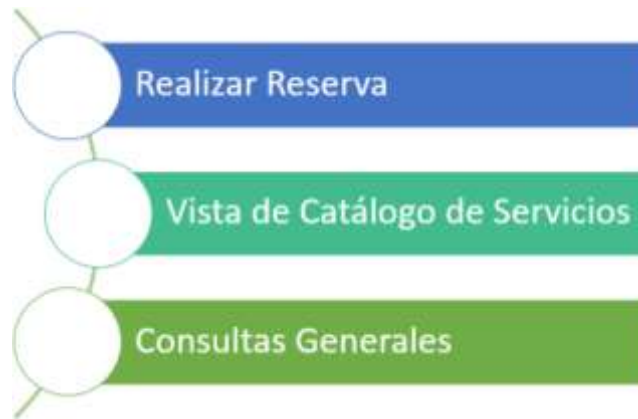 Realizar Reserva
Vista de Catálogo de Servicios
Consultas Generales